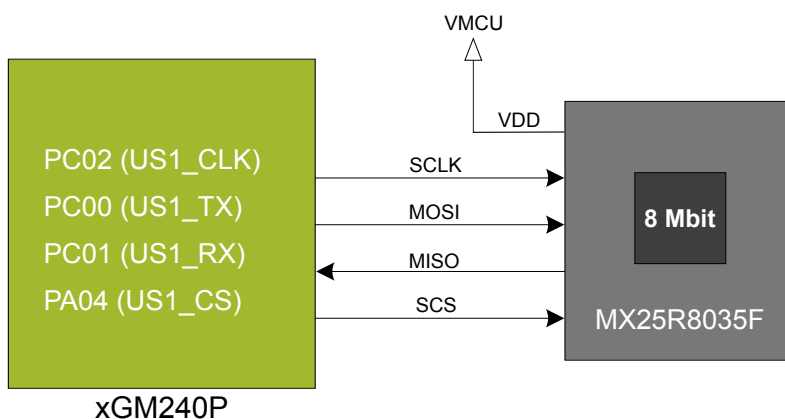 VMCU
VDD
PC02 (US1_CLK)
SCLK
PC00 (US1_TX)
MOSI
8 Mbit
PC01 (US1_RX)
MISO
PA04 (US1_CS)
SCS
MX25R8035F
xGM240P